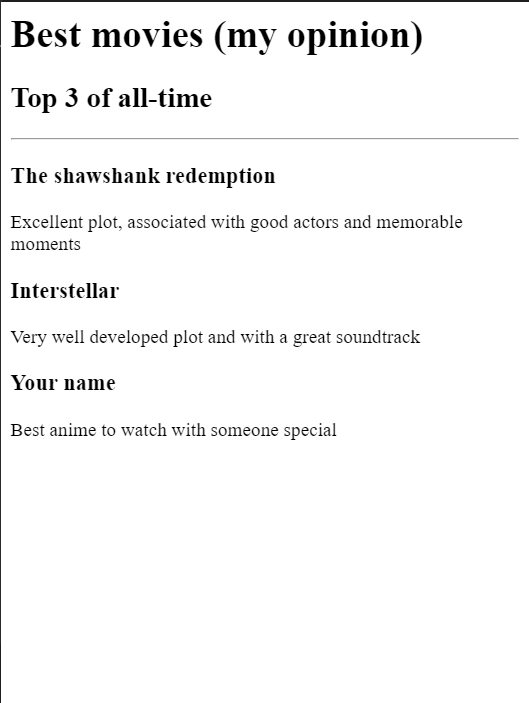 Best movies (my opinion)
Top 3 of all-time
The shawshank redemption
Excellent plot, associated with good actors and memorable
moments
Interstellar
Very well developed plot and with a great soundtrack
Your name
Best anime to watch with someone special